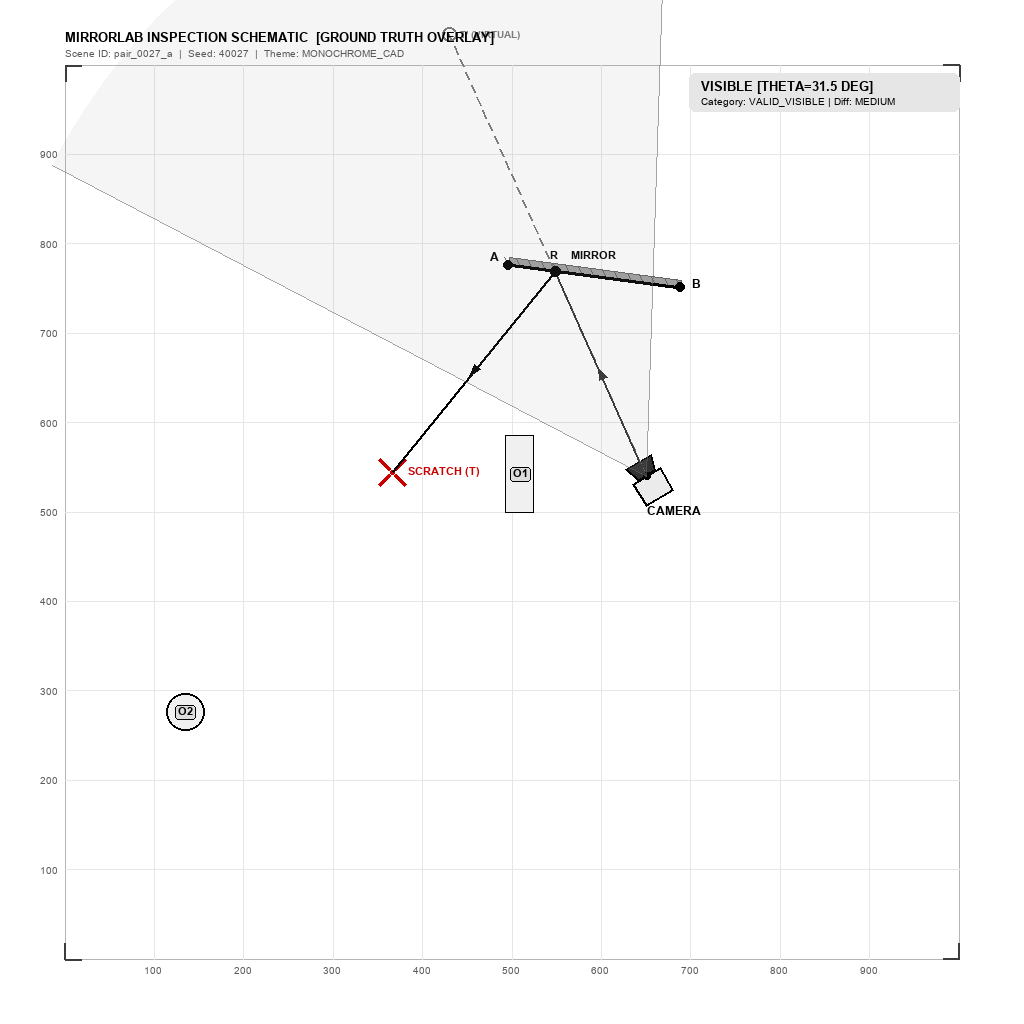 MIRRORLAB INSPECTION SCHEMATIC [GROUND TRUTH OVERLAY]
(VIRTUAL)
Scene ID: pair_0027_a | Seed: 40027 | Theme: MONOCHROME_CAD
VISIBLE [THETA=31.5 DEG]
Category: VALID_VISIBLE | Diff: MEDIUM
900
800
A
R
MIRROR
B
700
600
SCRATCH (T)
O1
CAMERA
500
400
300
O2
200
100
100 200 300 400 500 600 700 800 900